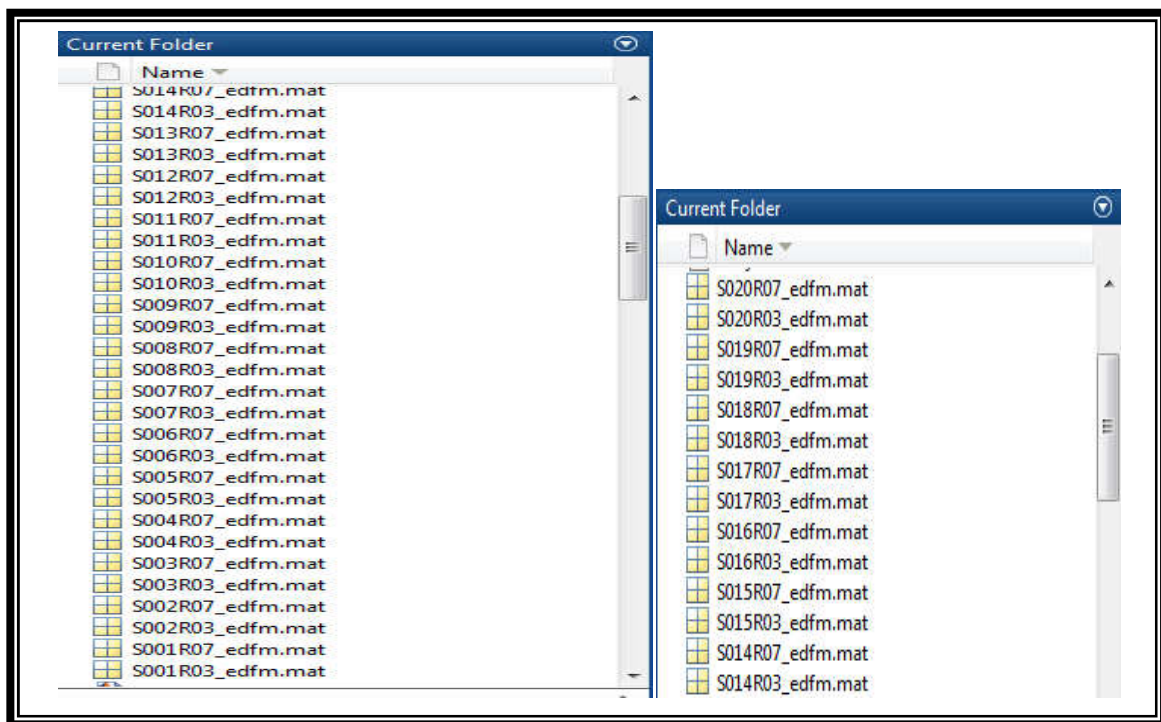 Current Folder
Name
S014R07_edfm.mat
S014R03_edfm.mat
S013R07_edfm.mat
S013R03_edfm.mat
S012R07_edfm.mat
S012R03_edfm.mat
S011R07_edfm.mat
S011R03_edfm.mat
S010R07_edfm.mat
S010R03_edfm.mat
S009R07_edfm.mat
S009R03_edfm.mat
S008R07_edfm.mat
S008R03_edfm.mat
S007R07_edfm.mat
S007R03_edfm.mat
S006R07_edfm.mat
S006R03_edfm.mat
S005R07_edfm.mat
S005R03_edfm.mat
S004R07_edfm.mat
S004R03_edfm.mat
S003R07_edfm.mat
S003R03_edfm.mat
S002R07_edfm.mat
S002R03_edfm.mat
S001R07_edfm.mat
S001R03_edfm.mat
Current Folder
Name
S020R07_edfm.mat
S020R03_edfm.mat
S019R07_edfm.mat
S019R03_edfm.mat
S018R07_edfm.mat
S018R03_edfm.mat
S017R07_edfm.mat
S017R03_edfm.mat
S016R07_edfm.mat
S016R03_edfm.mat
S015R07_edfm.mat
S015R03_edfm.mat
S014R07_edfm.mat
S014R03_edfm.mat